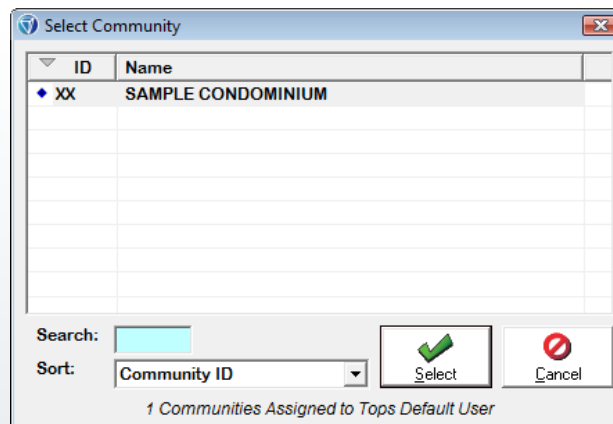 Select Community
ID Name
XX SAMPLE CONDOMINIUM
Search:
Sort: Community ID
Select Cancel
1 Communities Assigned to Tops Default User